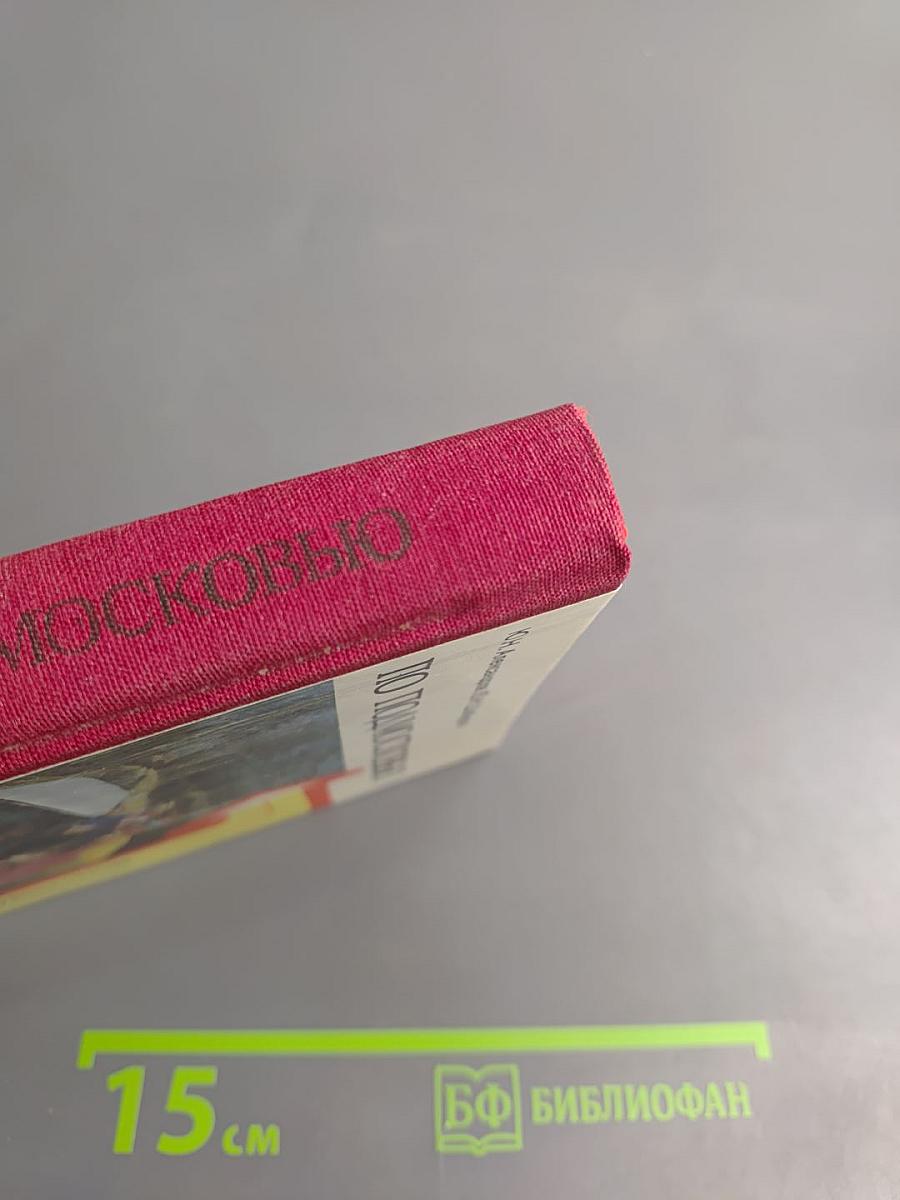 МОСКОВЬЮ
ПО ПОДМОСКОВЬЮ
15 см
БФ БИБЛИОФАН